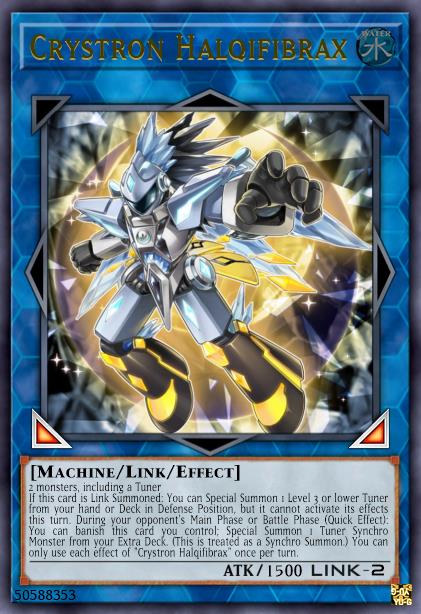 Crystron Halqifibrax
WATER
水
[Machine/Link/Effect]
2 monsters, including a Tuner
If this card is Link Summoned: You can Special Summon 1 Level 3 or lower Tuner
from your hand or Deck in Defense Position, but it cannot activate its effects
this turn. During your opponent's Main Phase or Battle Phase (Quick Effect):
You can banish this card you control; Special Summon 1 Tuner Synchro
Monster from your Extra Deck. (This is treated as a Synchro Summon.) You can
only use each effect of "Crystron Halqifibrax" once per turn.
ATK/1500 LINK-2
50588353